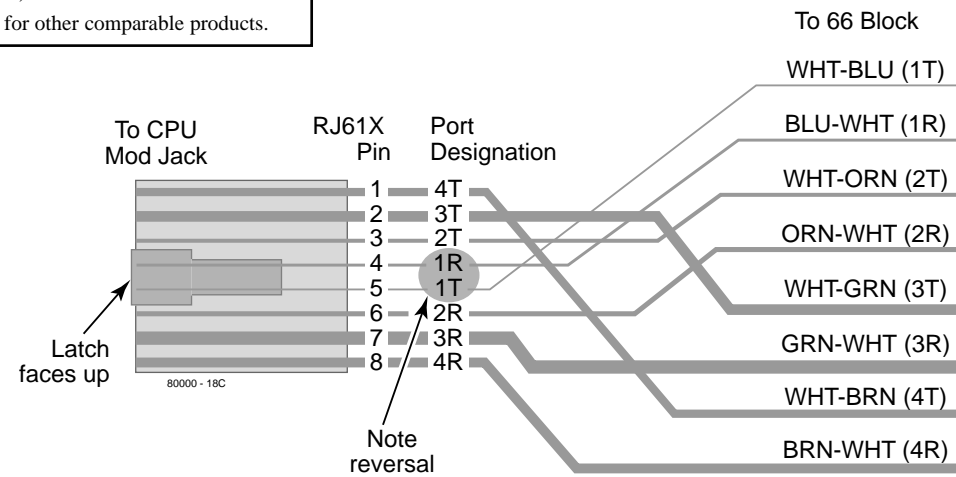 for other comparable products.
To 66 Block
WHT-BLU (1T)
BLU-WHT (1R)
WHT-ORN (2T)
ORN-WHT (2R)
WHT-GRN (3T)
GRN-WHT (3R)
WHT-BRN (4T)
BRN-WHT (4R)
To CPU
Mod Jack
RJ61X
Pin
Port
Designation
1 4T
2 3T
3 2T
4 1R
5 1T
6 2R
7 3R
8 4R
Latch
faces up
80000 - 18C
Note
reversal